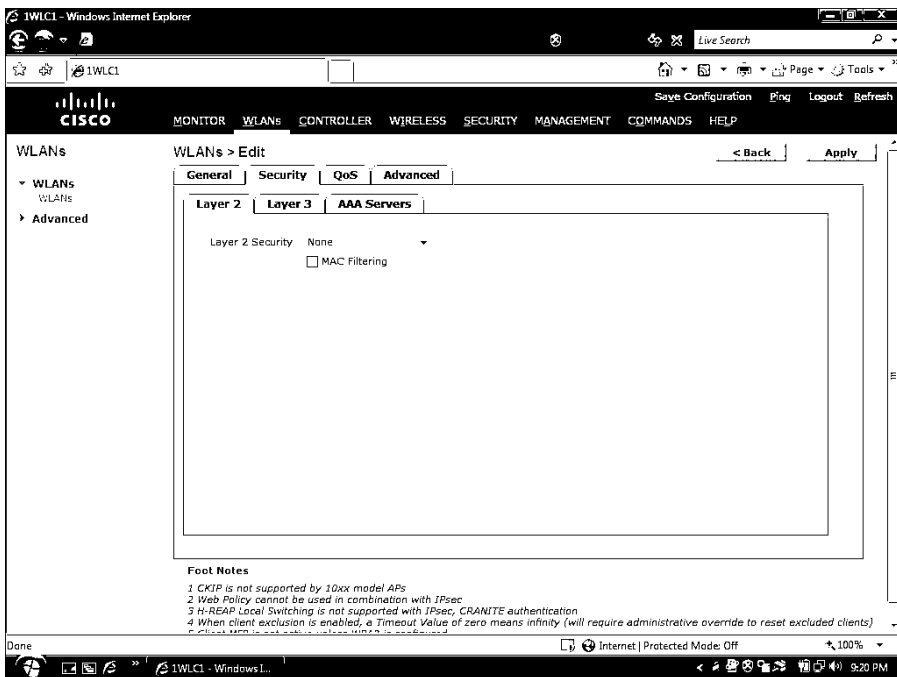 1WLC1 - Windows Internet Explorer
Live Search
1WLC1
Page
Tools
Save Configuration Ping Logout Refresh
CISCO
MONITOR WLANs CONTROLLER WIRELESS SECURITY MANAGEMENT COMMANDS HELP
WLANs
WLANs > Edit
< Back Apply
WLANs
WLANs
Advanced
General Security QoS Advanced
Layer 2 Layer 3 AAA Servers
Layer 2 Security None
MAC Filtering
Foot Notes
1 CKIP is not supported by 10xx model APs
2 Web Policy cannot be used in combination with IPsec
3 H-REAP Local Switching is not supported with IPsec, CRANITE authentication
4 When client exclusion is enabled, a Timeout Value of zero means infinity (will require administrative override to reset excluded clients)
Done
Internet | Protected Mode: Off
100%
1WLC1 - Windows I...
9:20 PM